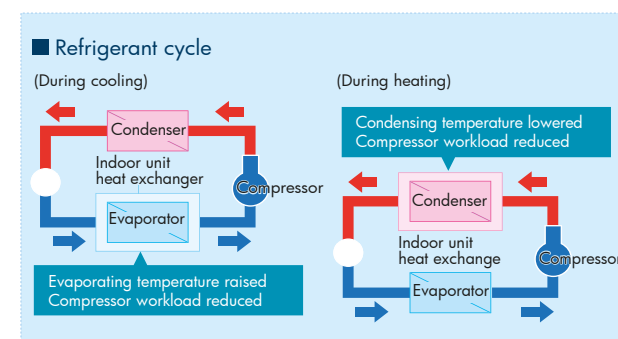 Refrigerant cycle
(During cooling)
Condenser
Indoor unit
heat exchanger
Compressor
Evaporator
Evaporating temperature raised
Compressor workload reduced
(During heating)
Condensing temperature lowered
Compressor workload reduced
Condenser
Indoor unit
heat exchange
Compressor
Evaporator